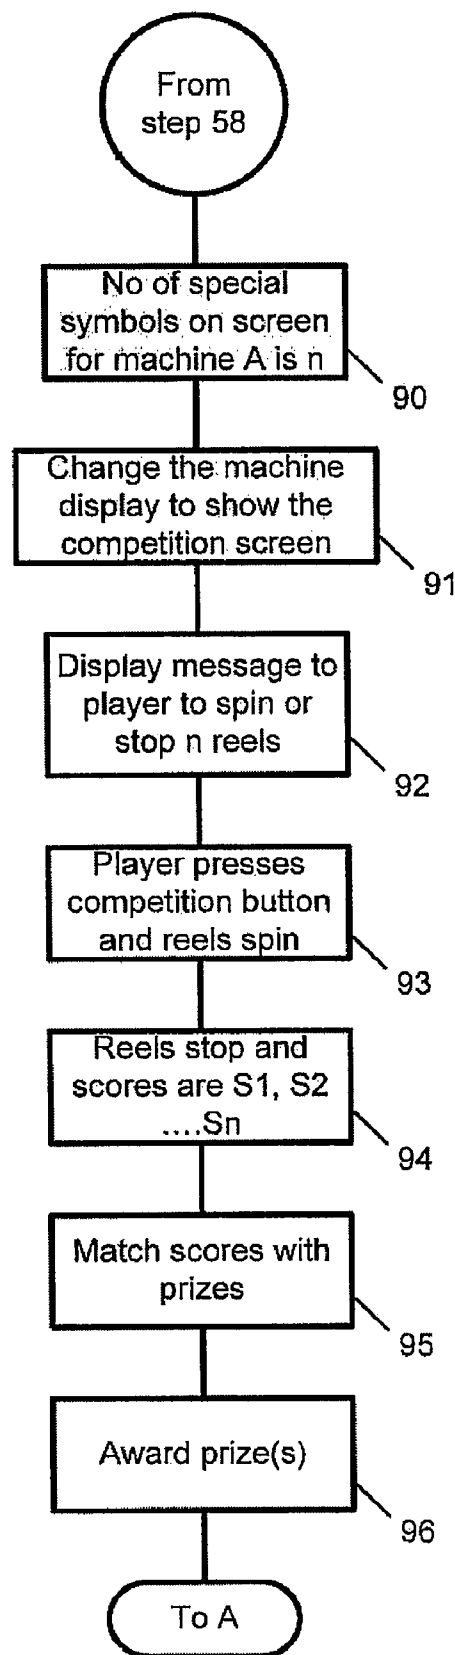 From
step 58
No of special
symbols on screen
for machine A is n
90
Change the machine
display to show the
competition screen
91
Display message to
player to spin or
stop n reels
92
Player presses
competition button
and reels spin
93
Reels stop and
scores are S1, S2
....Sn
94
Match scores with
prizes
95
Award prize(s)
96
To A